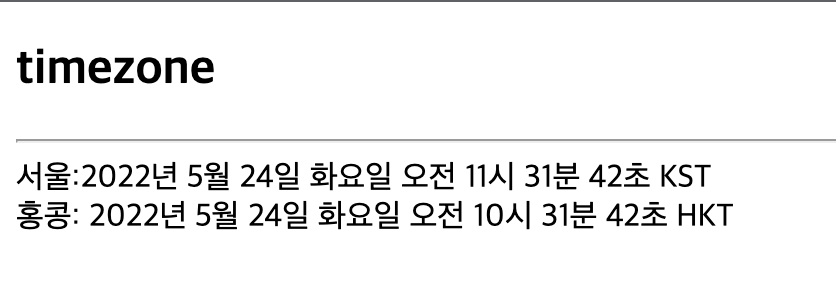 timezone
서울:2022년 5월 24일 화요일 오전 11시 31분 42초 KST
홍콩: 2022년 5월 24일 화요일 오전 10시 31분 42초 HKT